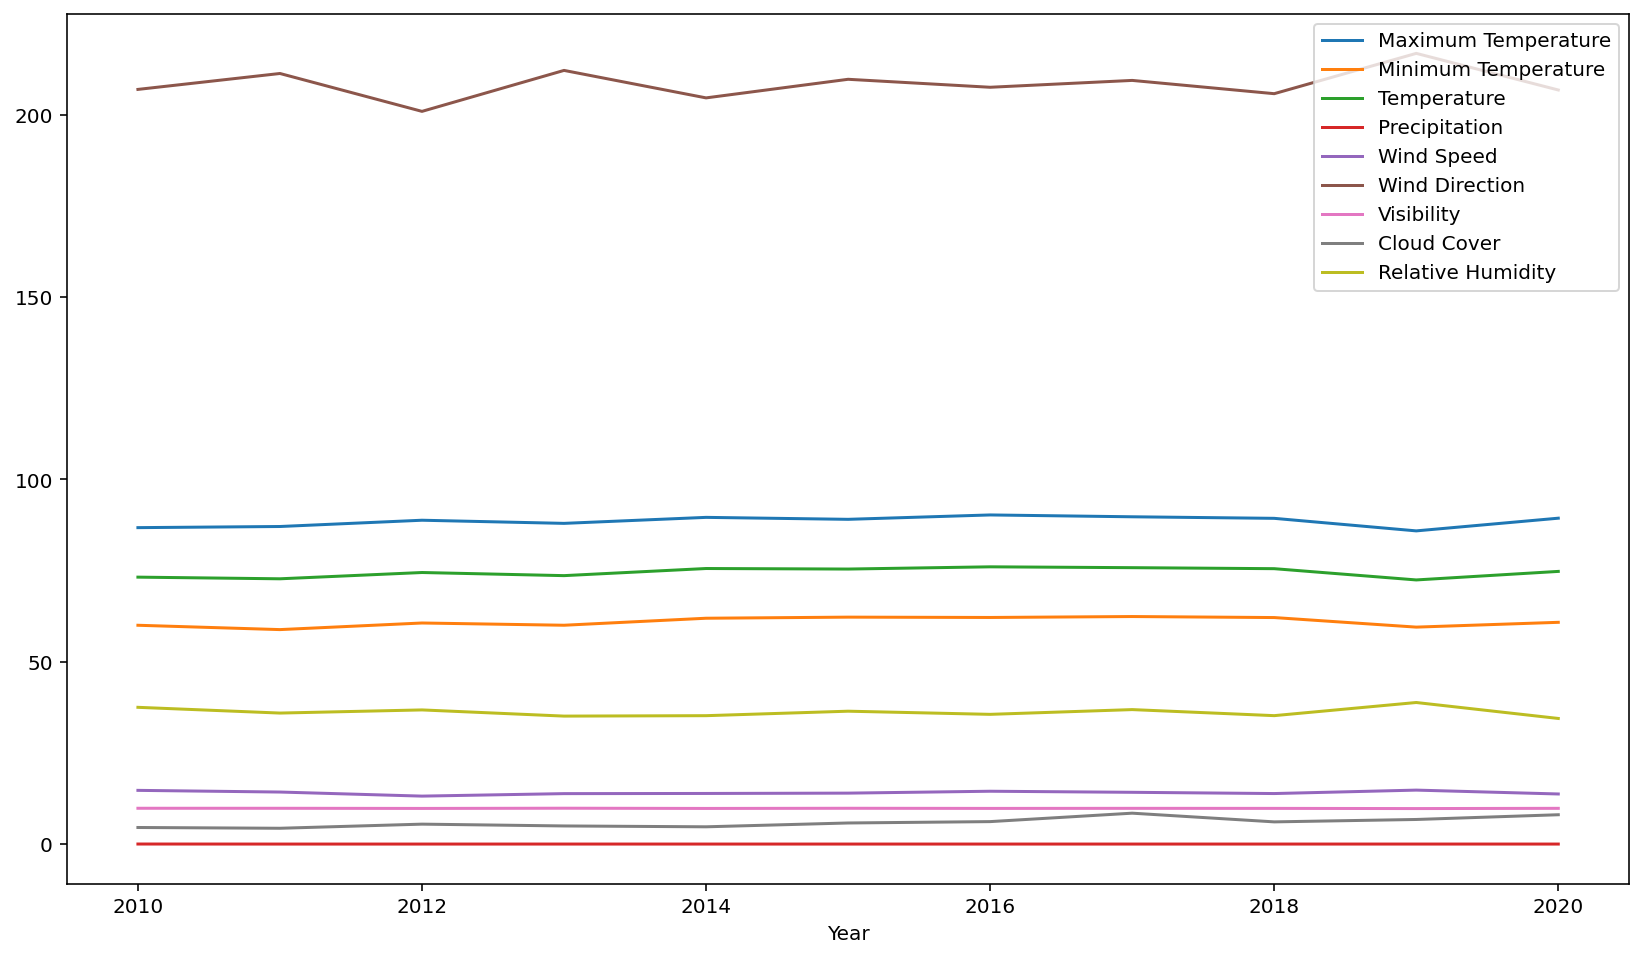 Maximum Temperature
Minimum Temperature
Temperature
Precipitation
Wind Speed
Wind Direction
Visibility
Cloud Cover
Relative Humidity
200
150
100
50
0
2010 2012 2014 2016 2018 2020
Year